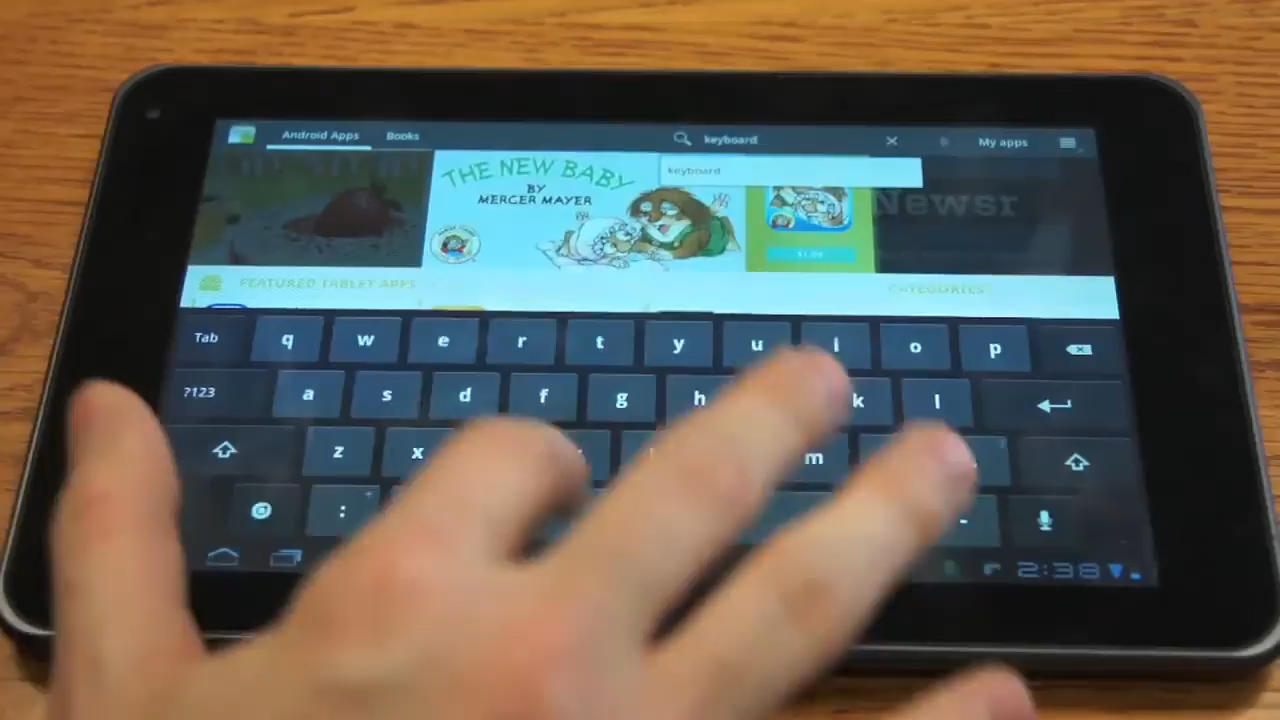 Android Apps Books keyboard My apps
keyboard
THE NEW BABY
BY
MERCER MAYER
Newsr
FEATURED TABLET APPS
CATEGORIES
Tab q w e r t y u i o p
?123 a s d f g h k l
z x m
: -
2:38